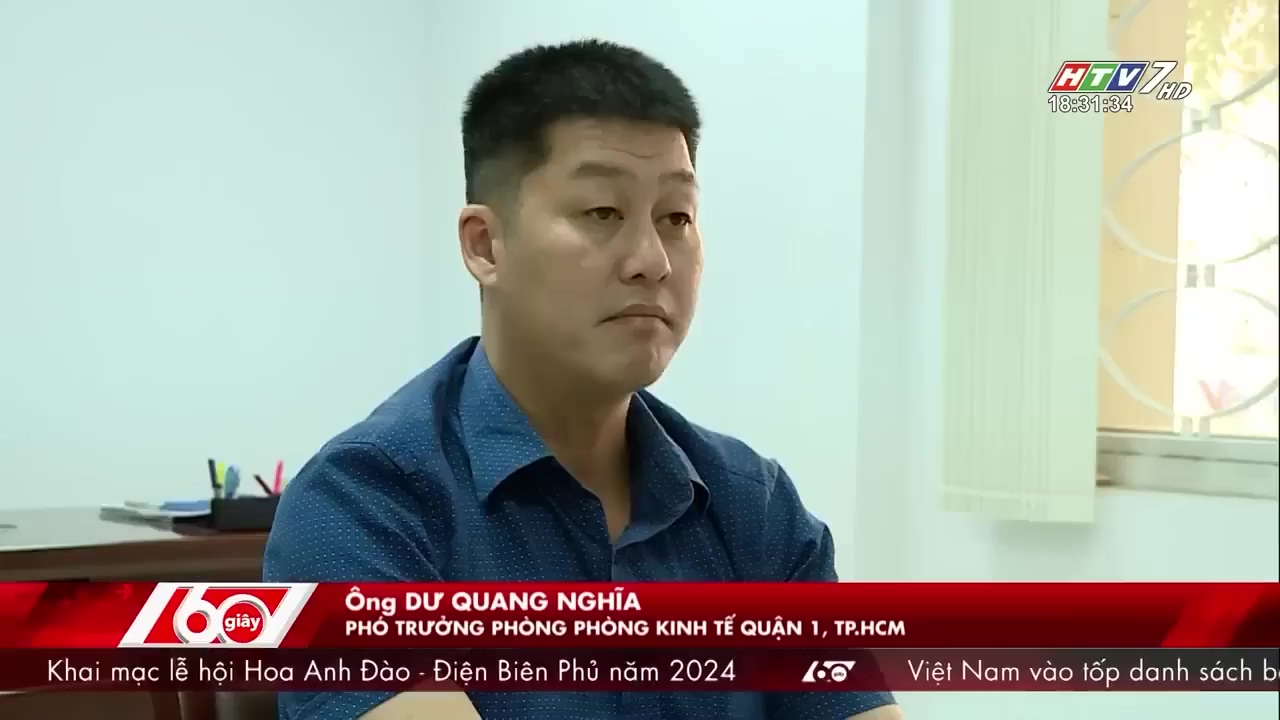 HTV7
HD
18:31:34
60 giây
Ông DƯ QUANG NGHĨA
PHÓ TRƯỞNG PHÒNG PHÒNG KINH TẾ QUẬN 1, TP.HCM
Khai mạc lễ hội Hoa Anh Đào - Điện Biên Phủ năm 2024 60 giây Việt Nam vào tốp danh sách